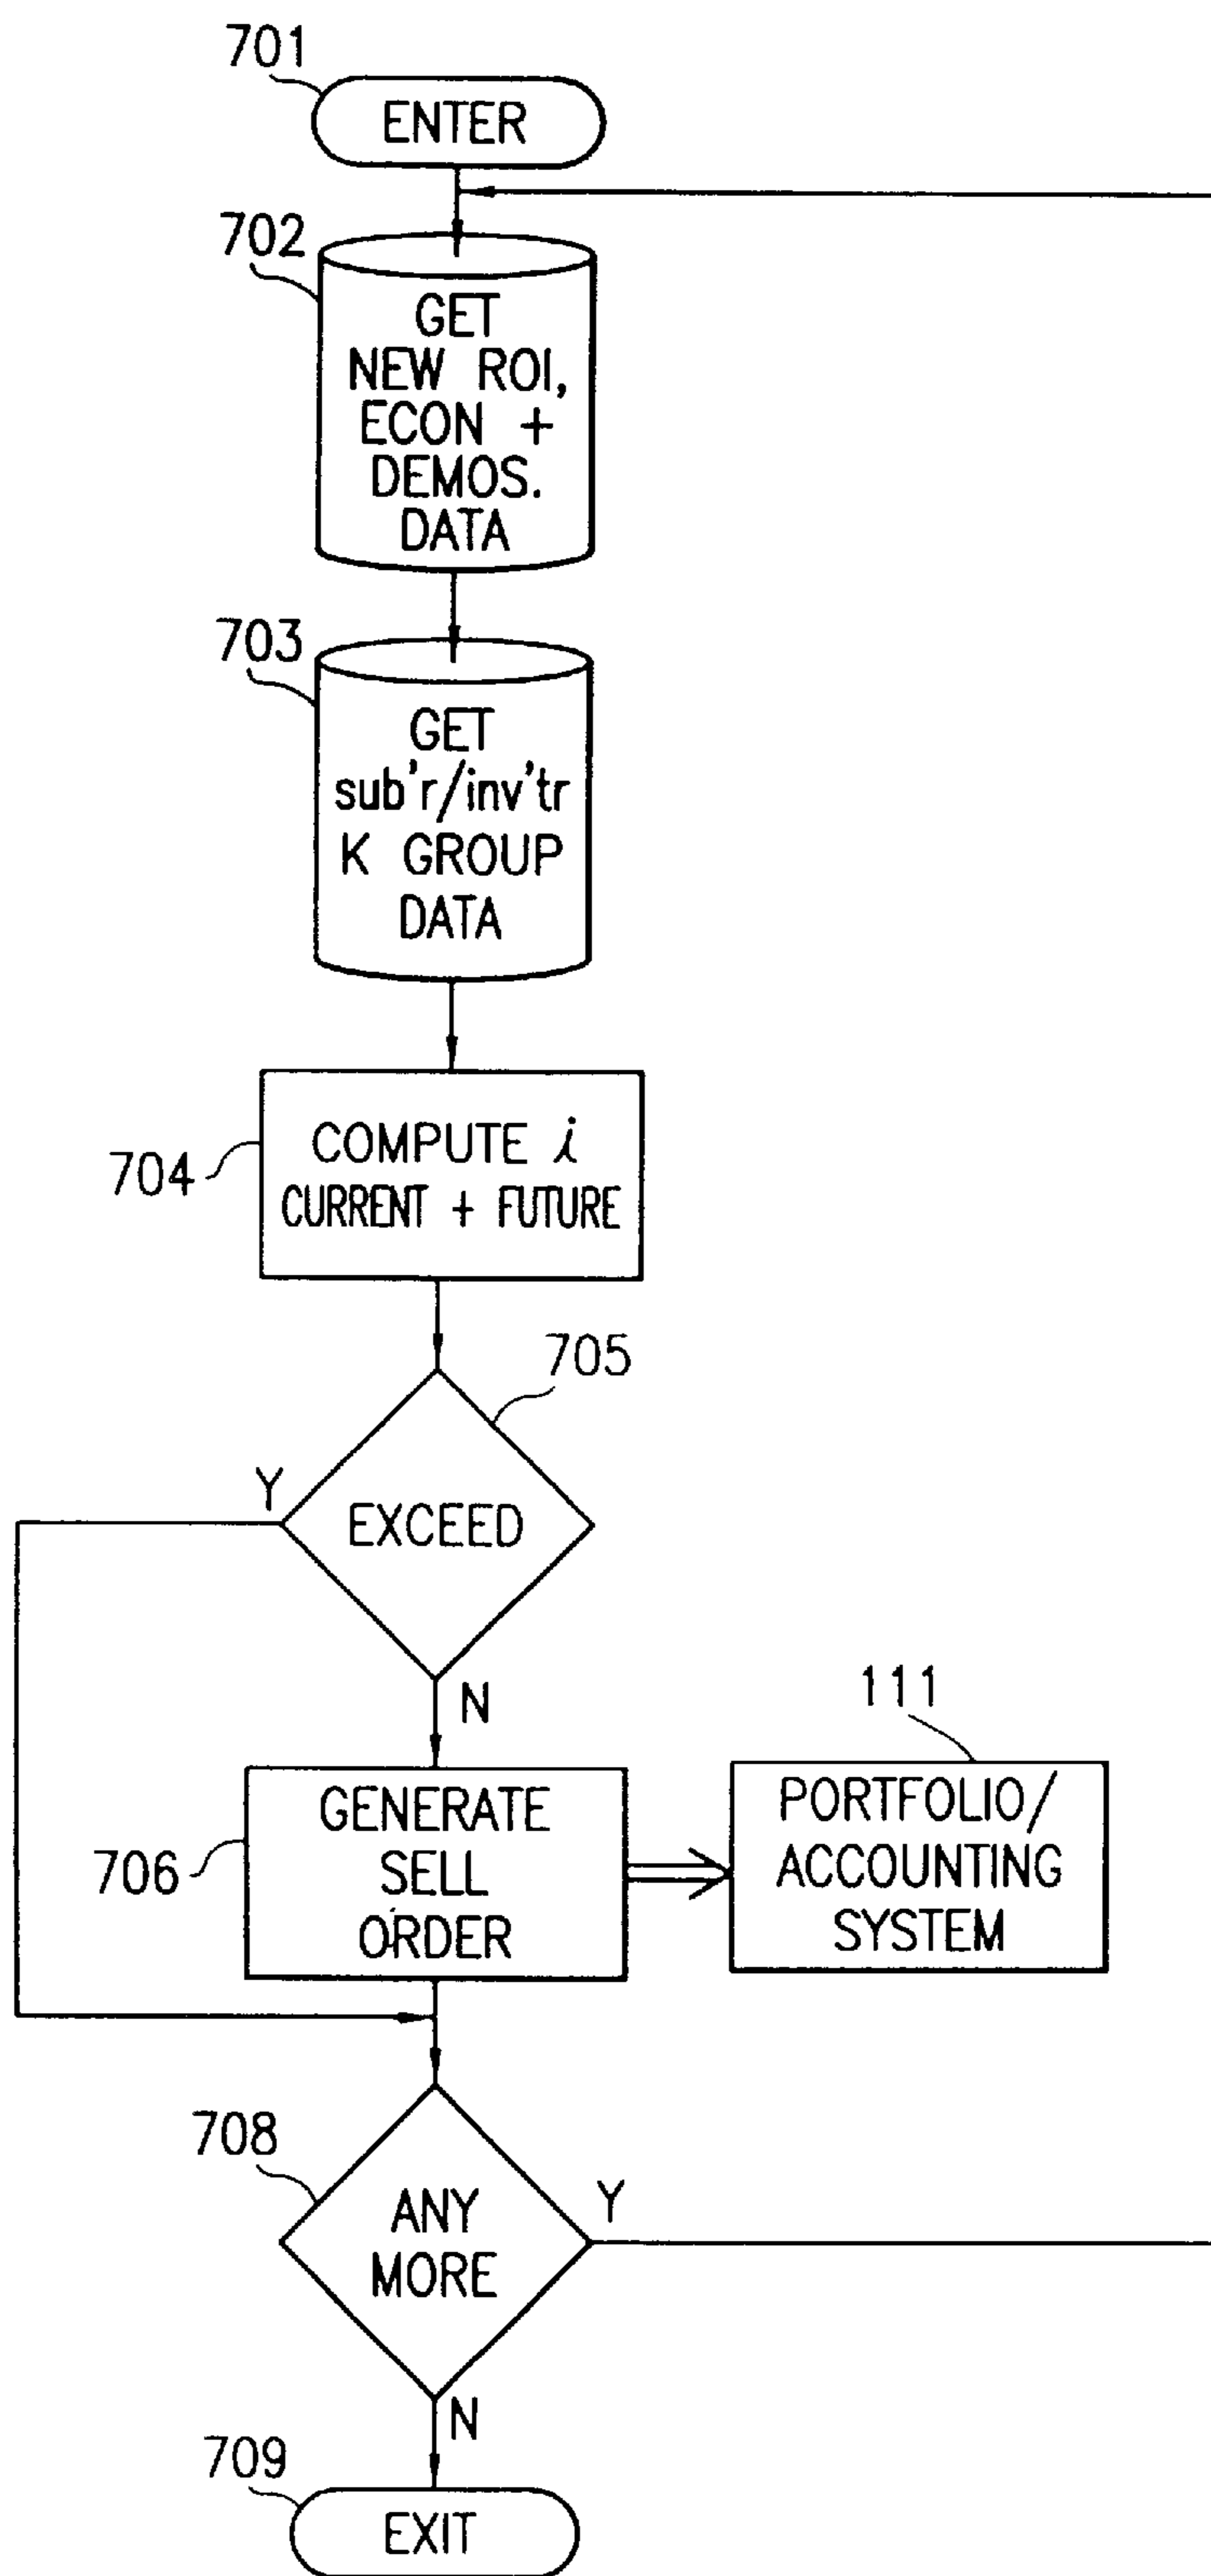 701
ENTER
702
GET
NEW ROI,
ECON +
DEMOS.
DATA
703
GET
sub'r/inv'tr
K GROUP
DATA
704
COMPUTE i
CURRENT + FUTURE
705
Y
EXCEED
N
706
GENERATE
SELL
ORDER
111
PORTFOLIO/
ACCOUNTING
SYSTEM
708
ANY
MORE
Y
N
709
EXIT